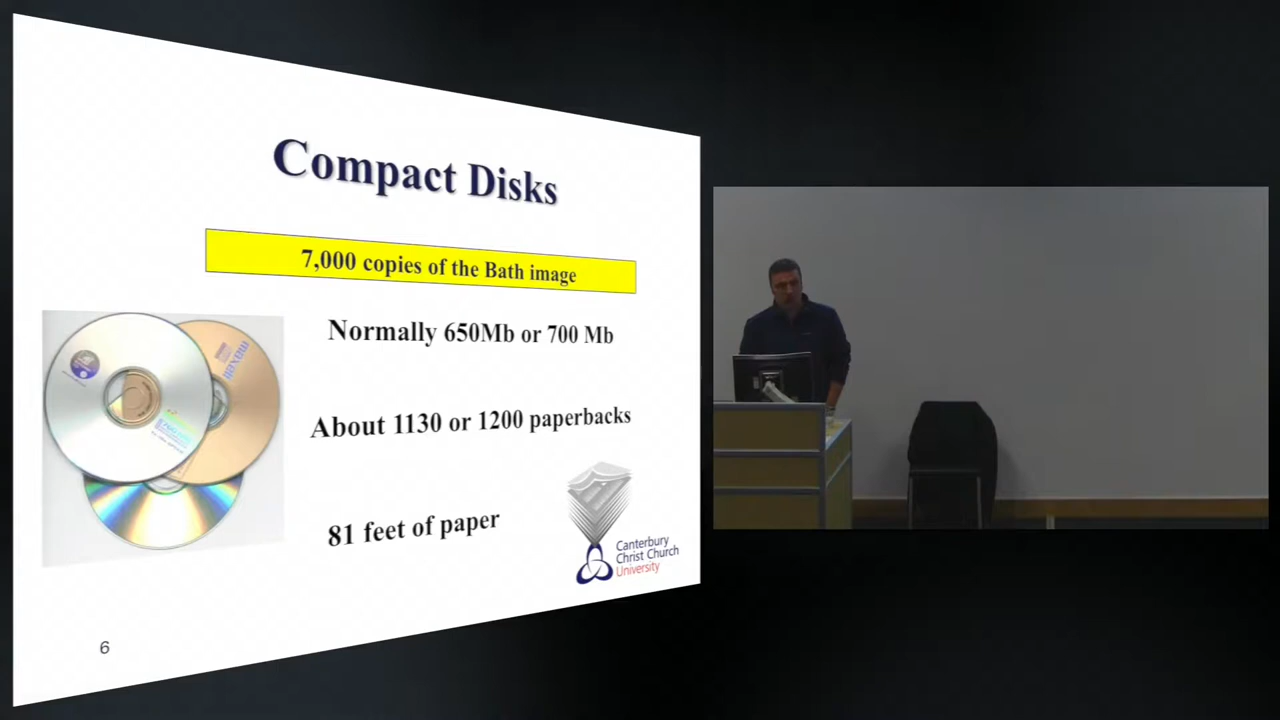 Compact Disks
7,000 copies of the Bath image
Normally 650Mb or 700 Mb
About 1130 or 1200 paperbacks
maxell
81 feet of paper
Canterbury
Christ Church
University
6